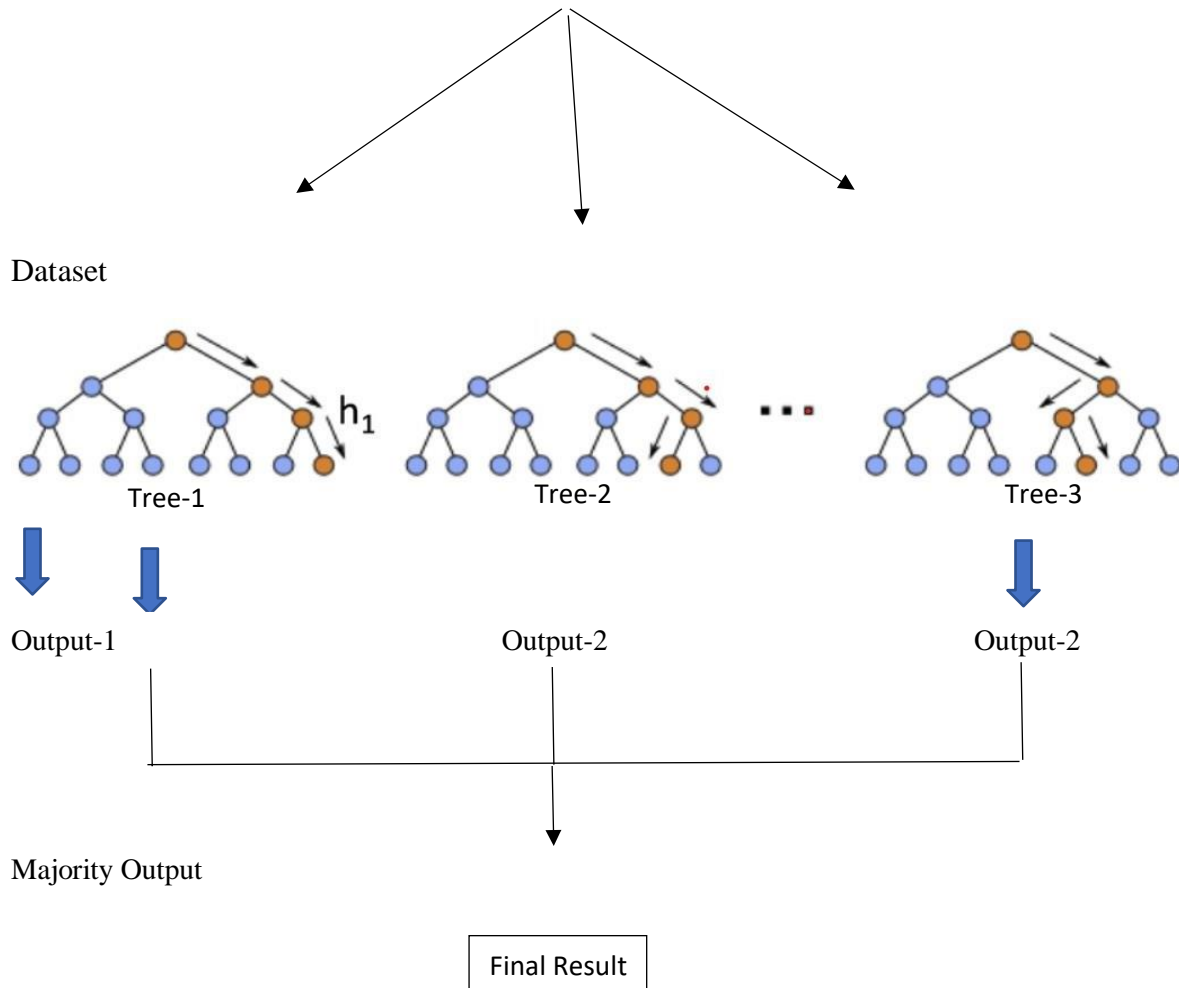 Dataset
h₁
Tree-1 Tree-2 Tree-3
Output-1 Output-2 Output-2
Majority Output
Final Result